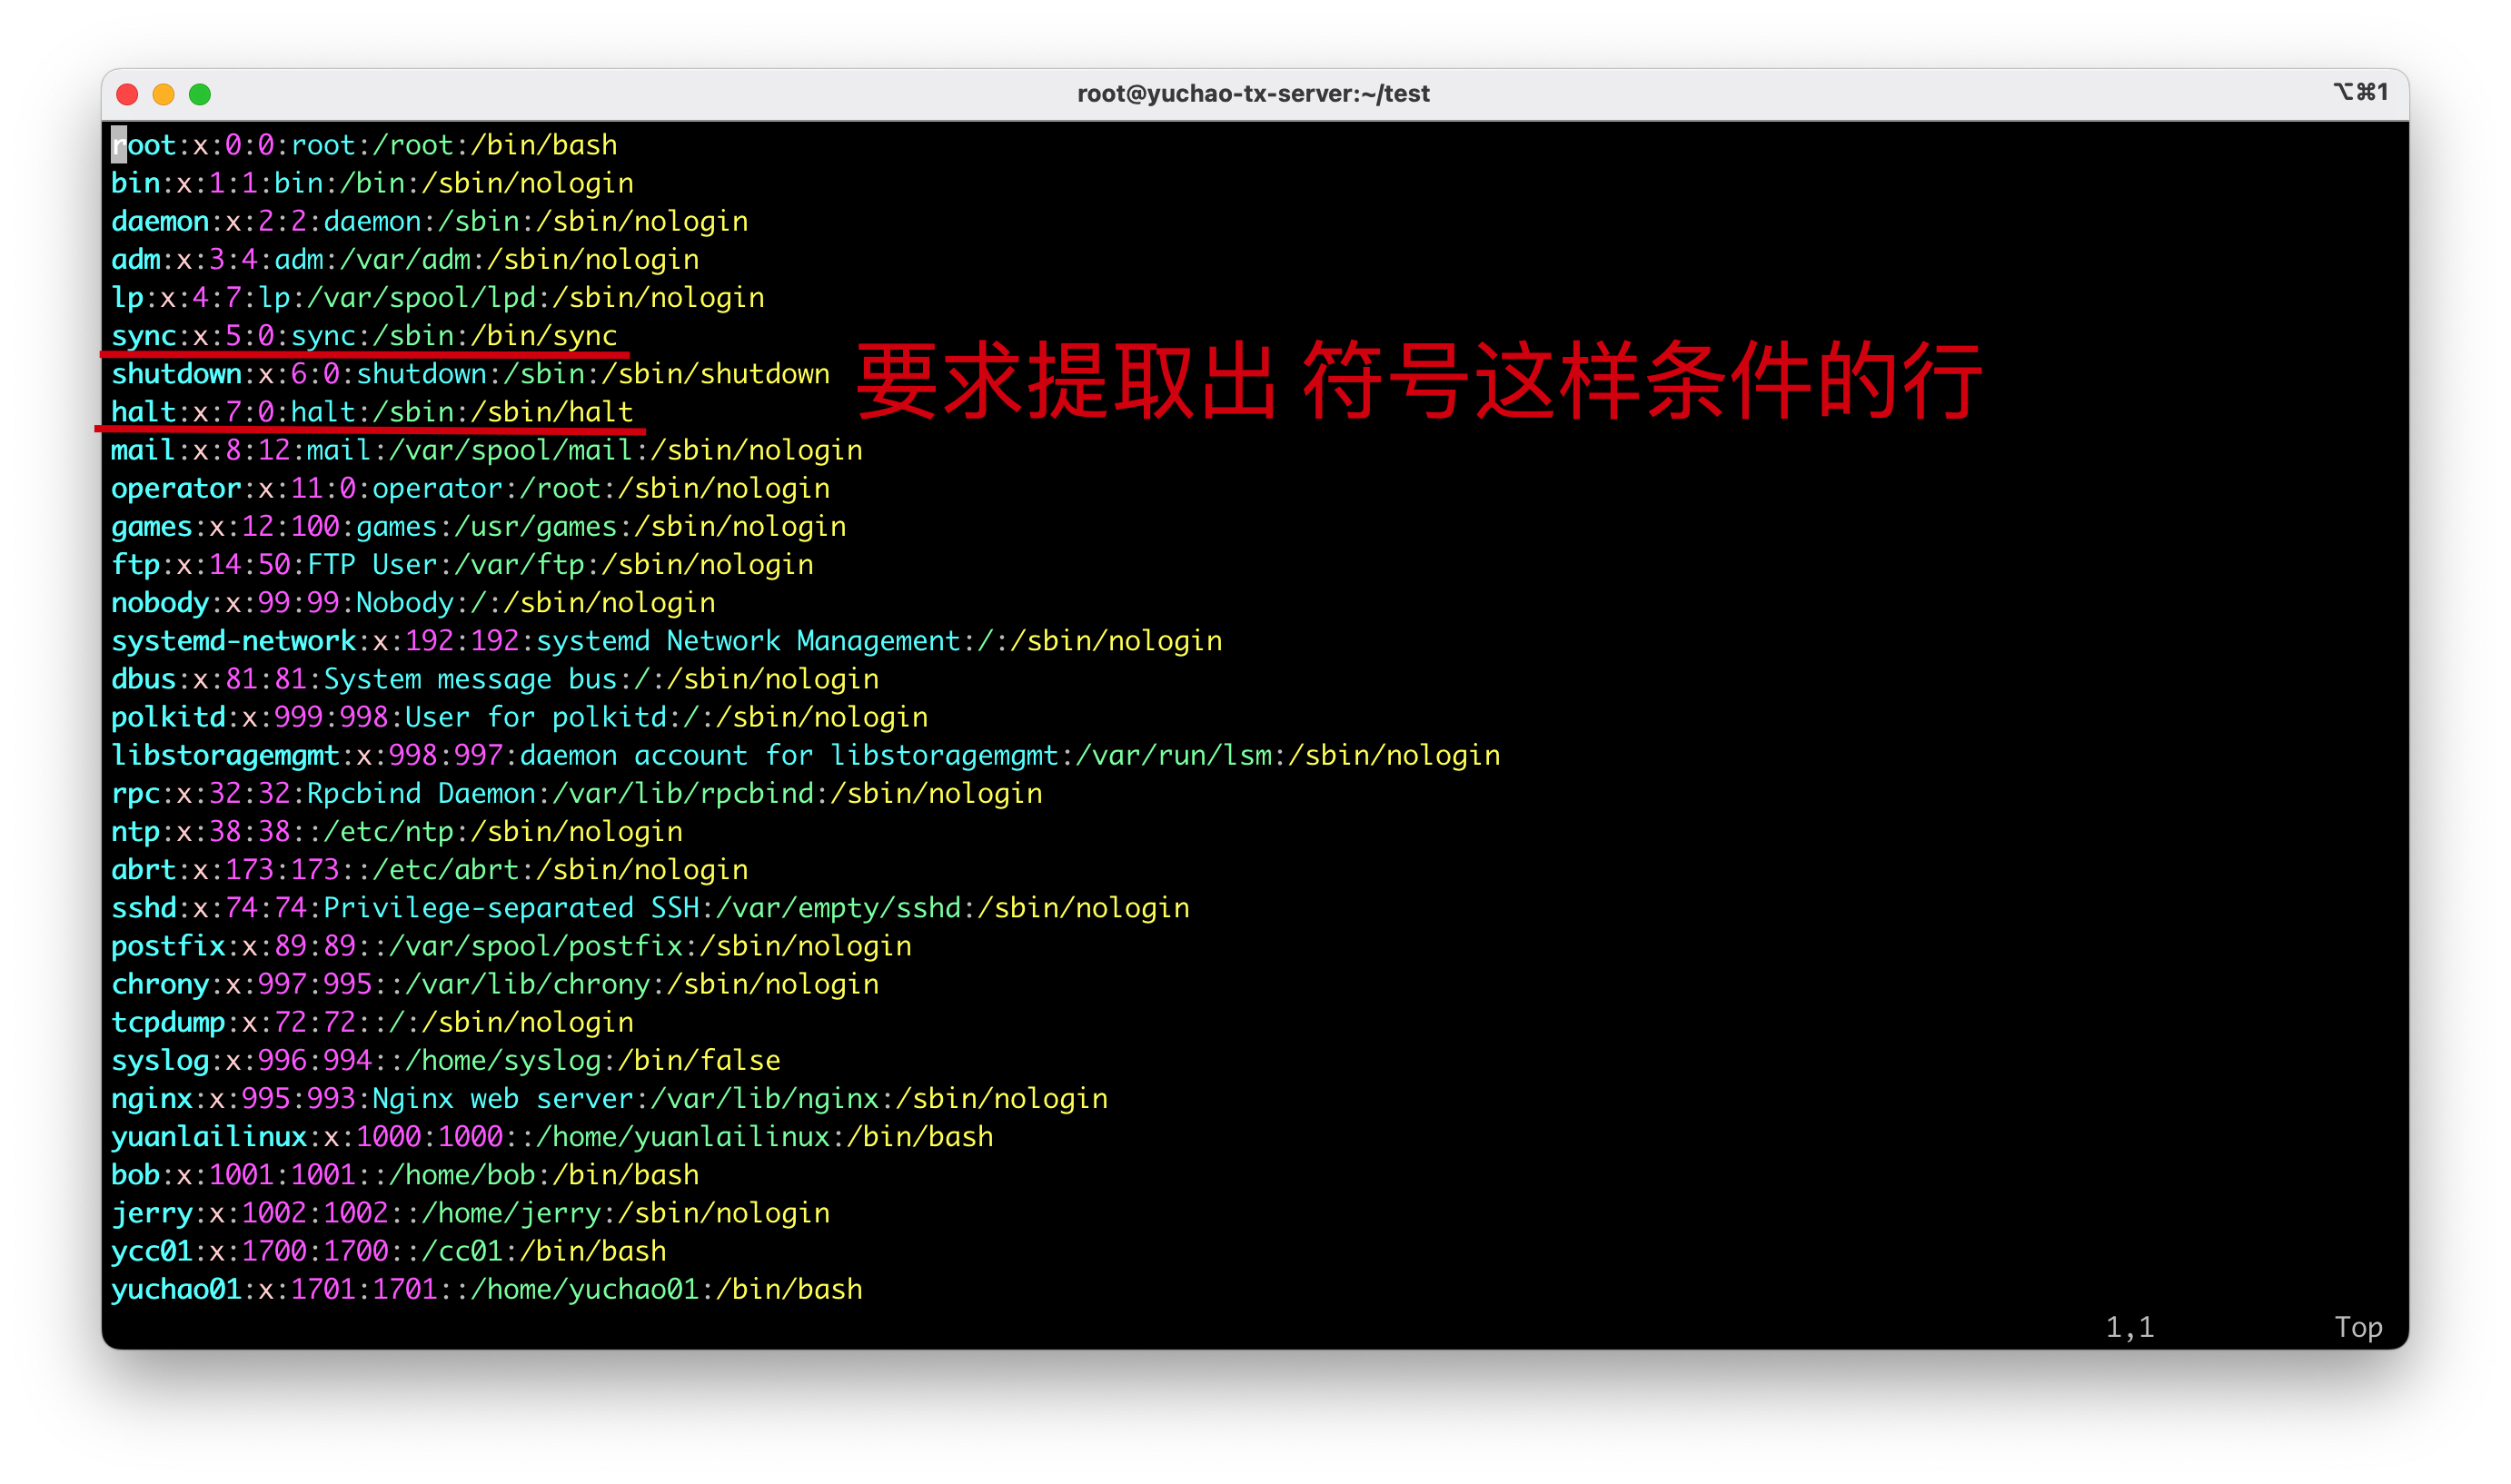 root@yuchao-tx-server:~/test
⌥⌘1
root:x:0:0:root:/root:/bin/bash
bin:x:1:1:bin:/bin:/sbin/nologin
daemon:x:2:2:daemon:/sbin:/sbin/nologin
adm:x:3:4:adm:/var/adm:/sbin/nologin
lp:x:4:7:lp:/var/spool/lpd:/sbin/nologin
sync:x:5:0:sync:/sbin:/bin/sync
shutdown:x:6:0:shutdown:/sbin:/sbin/shutdown
要求提取出 符号这样条件的行
halt:x:7:0:halt:/sbin:/sbin/halt
mail:x:8:12:mail:/var/spool/mail:/sbin/nologin
operator:x:11:0:operator:/root:/sbin/nologin
games:x:12:100:games:/usr/games:/sbin/nologin
ftp:x:14:50:FTP User:/var/ftp:/sbin/nologin
nobody:x:99:99:Nobody:/:/sbin/nologin
systemd-network:x:192:192:systemd Network Management:/:/sbin/nologin
dbus:x:81:81:System message bus:/:/sbin/nologin
polkitd:x:999:998:User for polkitd:/:/sbin/nologin
libstoragemgmt:x:998:997:daemon account for libstoragemgmt:/var/run/lsm:/sbin/nologin
rpc:x:32:32:Rpcbind Daemon:/var/lib/rpcbind:/sbin/nologin
ntp:x:38:38::/etc/ntp:/sbin/nologin
abrt:x:173:173::/etc/abrt:/sbin/nologin
sshd:x:74:74:Privilege-separated SSH:/var/empty/sshd:/sbin/nologin
postfix:x:89:89::/var/spool/postfix:/sbin/nologin
chrony:x:997:995::/var/lib/chrony:/sbin/nologin
tcpdump:x:72:72::/:/sbin/nologin
syslog:x:996:994::/home/syslog:/bin/false
nginx:x:995:993:Nginx web server:/var/lib/nginx:/sbin/nologin
yuanlailinux:x:1000:1000::/home/yuanlailinux:/bin/bash
bob:x:1001:1001::/home/bob:/bin/bash
jerry:x:1002:1002::/home/jerry:/sbin/nologin
ycc01:x:1700:1700::/cc01:/bin/bash
yuchao01:x:1701:1701::/home/yuchao01:/bin/bash
1,1 Top